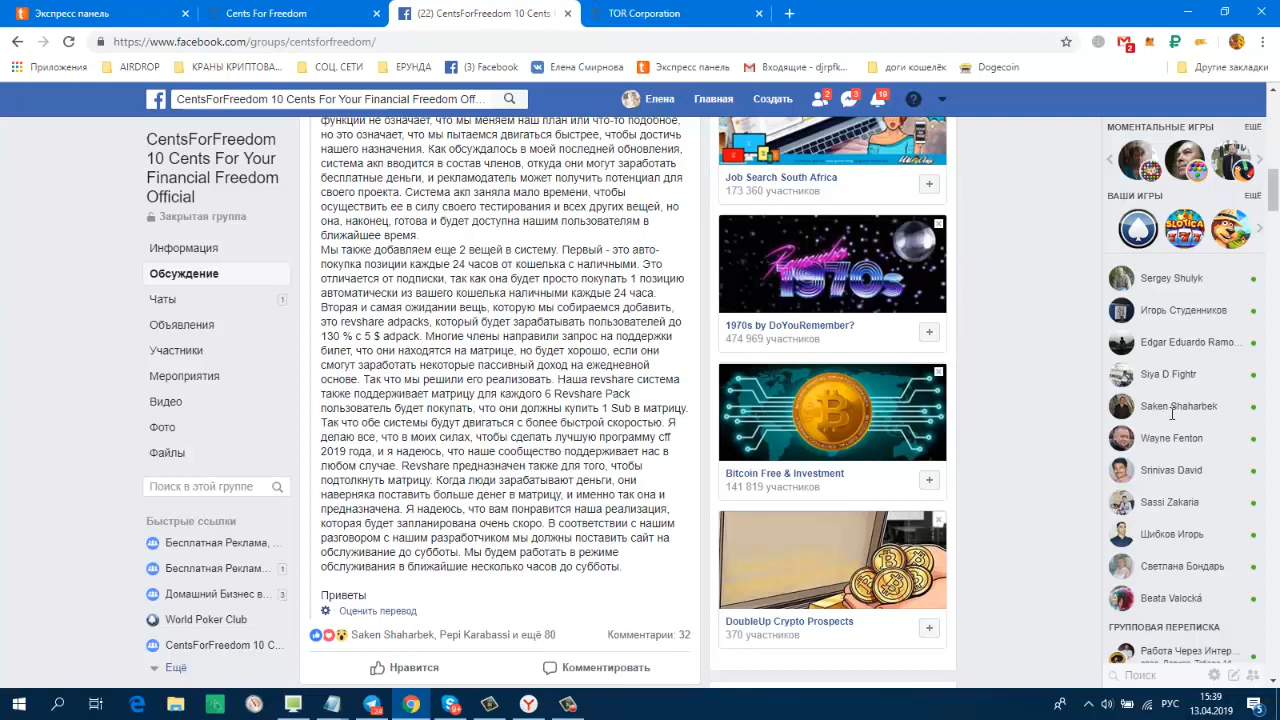 Экспресс панель
Cents For Freedom
(22) CentsForFreedom 10 Cents
TOR Corporation
https://www.facebook.com/groups/centsforfreedom/
2
Приложения
AIRDROP
КРАНЫ КРИПТОВА...
СОЦ. СЕТИ
ЕРУНДА
(3) Facebook
Елена Смирнова
Экспресс панель
Входящие - djrpfk...
доги кошелёк
Dogecoin
Другие закладки
CentsForFreedom 10 Cents For Your Financial Freedom Off...
Елена
Главная
Создать
2
3
19
CentsForFreedom
10 Cents For Your
Financial Freedom
Official
Закрытая группа
Информация
Обсуждение
Чаты
1
Объявления
Участники
Мероприятия
Видео
Фото
Файлы
Поиск в этой группе
Быстрые ссылки
Бесплатная Реклама, ...
Бесплатная Реклам...
1
Домашний Бизнес в...
3
World Poker Club
CentsForFreedom 10 C...
Ещё
функции не означает, что мы меняем наш план или что-то подобное,
но это означает, что мы пытаемся двигаться быстрее, чтобы достичь
нашего назначения. Как обсуждалось в моей последней обновления,
система акп вводится в состав членов, откуда они могут заработать
бесплатные деньги, и рекламодатель может получить потенциал для
своего проекта. Система акп заняла мало времени, чтобы
осуществить ее в силу своего тестирования и всех других вещей, но
она, наконец, готова и будет доступна нашим пользователям в
ближайшее время.
Мы также добавляем еще 2 вещей в систему. Первый - это авто-
покупка позиции каждые 24 часов от кошелька с наличными. Это
отличается от подписки, так как она будет просто покупать 1 позицию
автоматически из вашего кошелька наличными каждые 24 часа.
Вторая и самая ожидании вещь, которую мы собираемся добавить,
это revshare adpacks, который будет зарабатывать пользователей до
130 % с 5 $ adpack. Многие члены направили запрос на поддержки
билет, что они находятся на матрице, но будет хорошо, если они
смогут заработать некоторые пассивный доход на ежедневной
основе. Так что мы решили его реализовать. Наша revshare система
также поддерживает матрицу для каждого 6 Revshare Pack
пользователь будет покупать, что они должны купить 1 Sub в матрицу.
Так что обе системы будут двигаться с более быстрой скоростью. Я
делаю все, что в моих силах, чтобы сделать лучшую программу cff
2019 года, и я надеюсь, что наше сообщество поддерживает нас в
любом случае. Revshare предназначен также для того, чтобы
подтолкнуть матрицу. Когда люди зарабатывают деньги, они
наверняка поставить больше денег в матрицу, и именно так она и
предназначена. Я надеюсь, что вам понравится наша реализация,
которая будет запланирована очень скоро. В соответствии с нашим
разговором с нашим разработчиком мы должны поставить сайт на
обслуживание до субботы. Мы будем работать в режиме
обслуживания в ближайшие несколько часов до субботы.
Приветы
Оценить перевод
Saken Shaharbek, Pepi Karabassi и ещё 80
Комментарии: 32
Нравится
Комментировать
Job Search South Africa
173 360 участников
Remember
1970s
1970s by DoYouRemember?
474 969 участников
Bitcoin Free & Investment
141 819 участников
DoubleUp Crypto Prospects
370 участников
МОМЕНТАЛЬНЫЕ ИГРЫ
ЕЩЁ
ВАШИ ИГРЫ
ЕЩЁ
SLOTICA
Sergey Shulyk
Игорь Студенников
Edgar Eduardo Ramo...
Siya D Fightr
Saken Shaharbek
Wayne Fenton
Srinivas David
Sassi Zakaria
Шибков Игорь
Светлана Бондарь
Beata Valocká
ГРУППОВАЯ ПЕРЕПИСКА
Работа Через Интер...
Поиск
15:39
13.04.2019
5